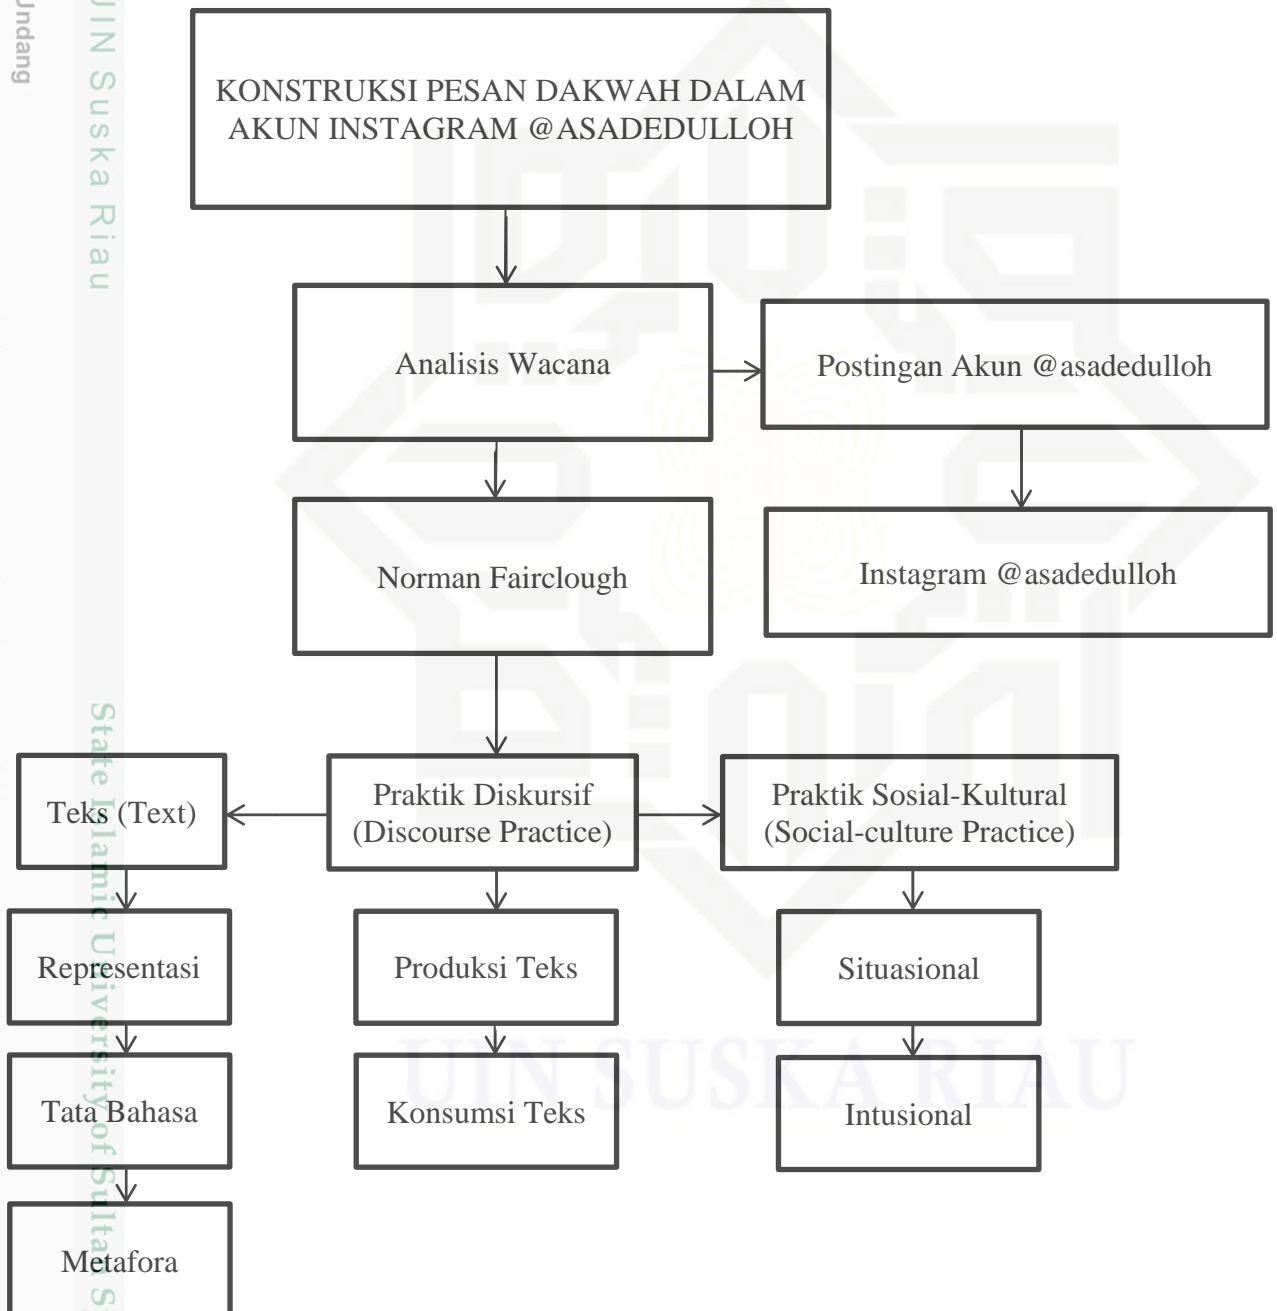 Undang
UIN Suska Riau
State Islamic University of Sultan S
KONSTRUKSI PESAN DAKWAH DALAM
AKUN INSTAGRAM @ASADEDULLOH
Analisis Wacana
Postingan Akun @asadedulloh
Norman Fairclough
Instagram @asadedulloh
Teks (Text)
Praktik Diskursif
(Discourse Practice)
Praktik Sosial-Kultural
(Social-culture Practice)
Representasi
Produksi Teks
Situasional
Tata Bahasa
Konsumsi Teks
Intusional
Metafora
UIN SUSKA RIAU